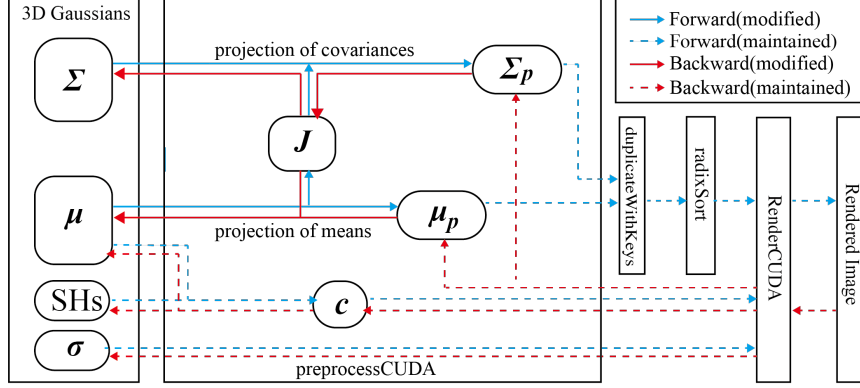 3D Gaussians
Forward(modified)
Forward(maintained)
Backward(modified)
Backward(maintained)
projection of covariances
Σ
Σp
J
duplicateWithKeys
radixSort
RenderCUDA
Rendered Image
μ
μp
projection of means
SHs
c
σ
preprocessCUDA